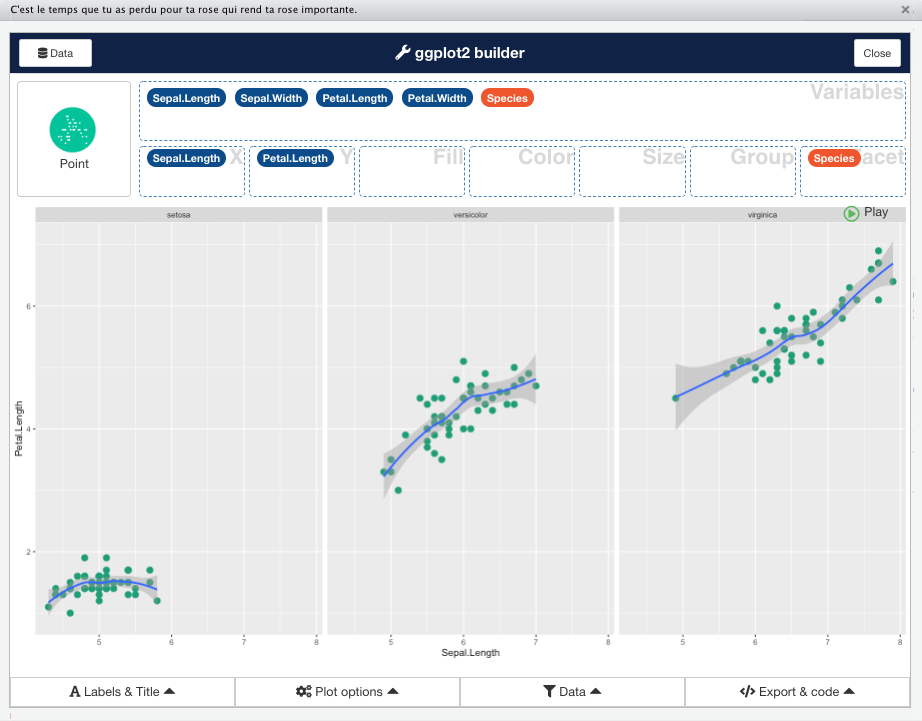 C'est le temps que tu as perdu pour ta rose qui rend ta rose importante.
Data
ggplot2 builder
Close
Point
Sepal.Length Sepal.Width Petal.Length Petal.Width Species Variables
Sepal.Length X Petal.Length Y Fill Color Size Group Species acet
setosa versicolor virginica
Play
6
4
2
Petal.Length
5 6 7 8 5 6 7 8 5 6 7 8
Sepal.Length
Labels & Title Plot options Data Export & code